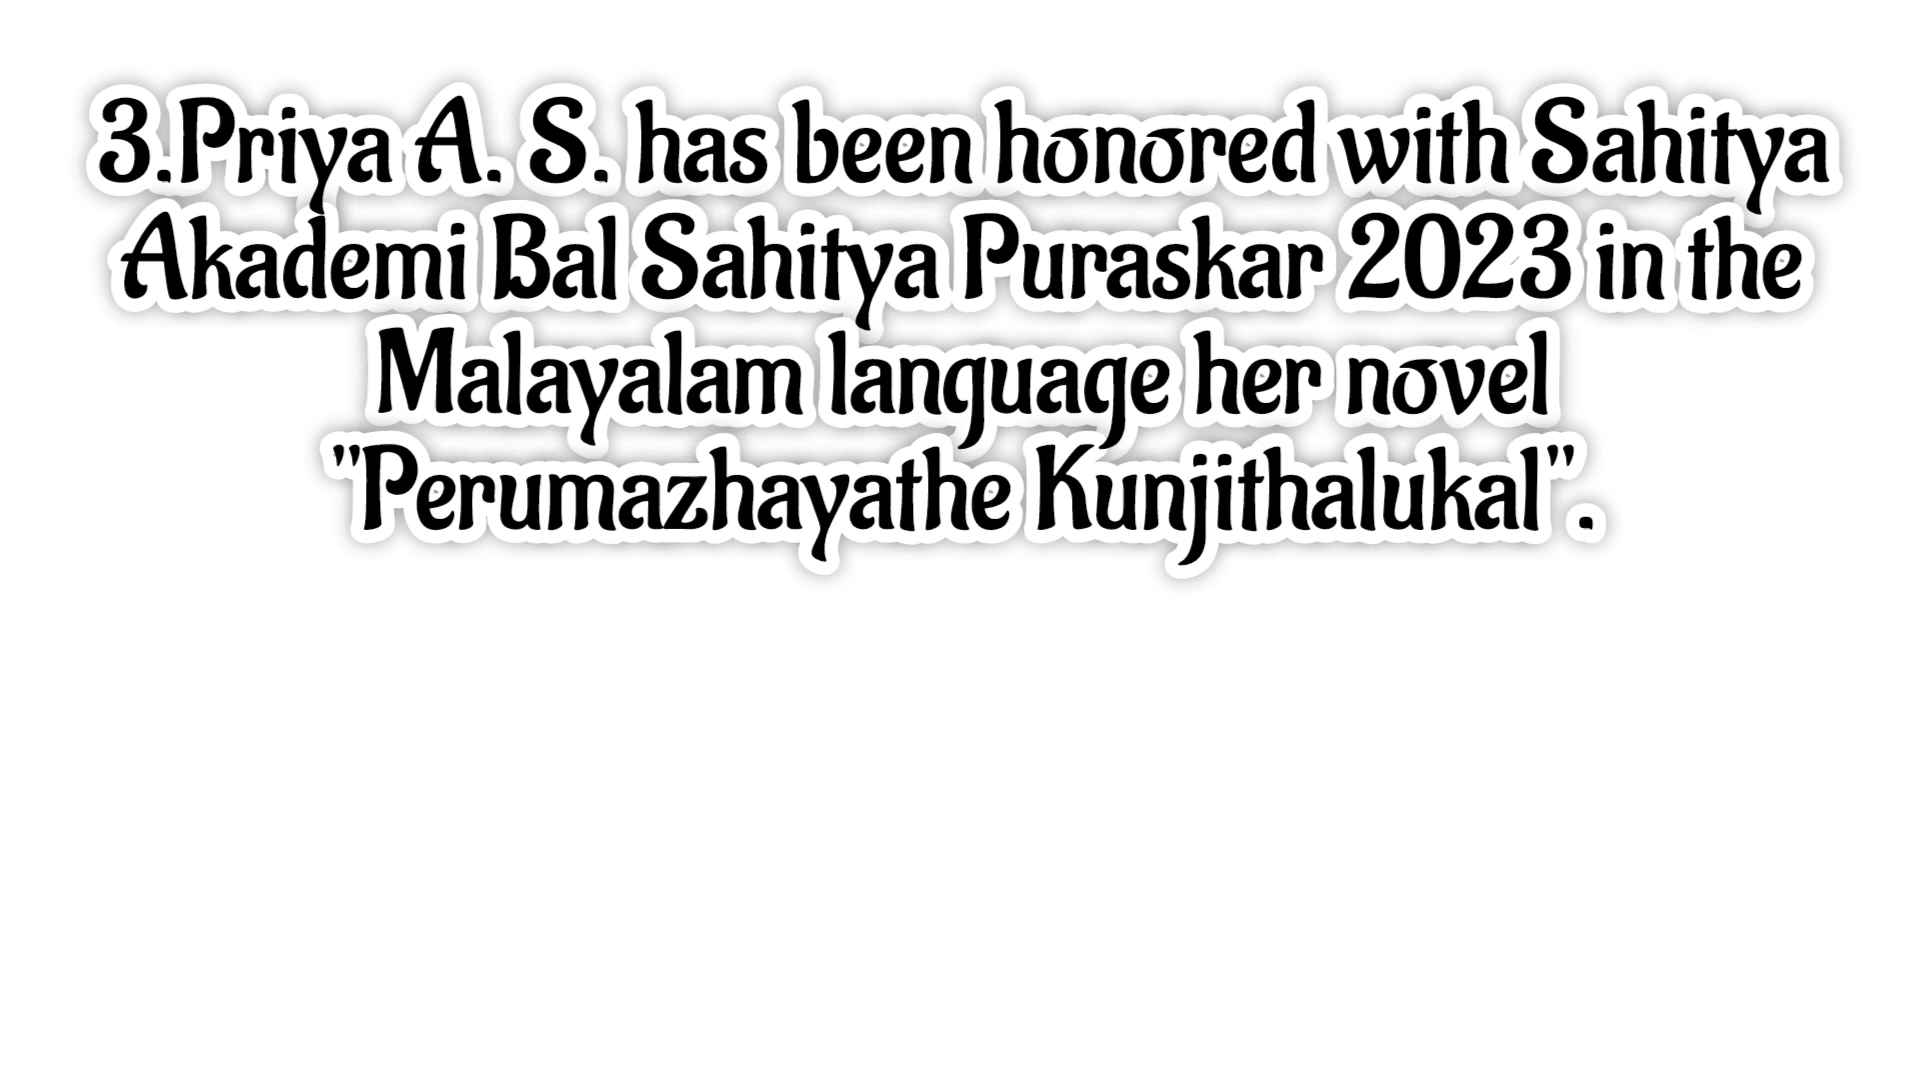 3.Priya A. S. has been honored with Sahitya
Akademi Bal Sahitya Puraskar 2023 in the
Malayalam language her novel
"Perumazhayathe Kunjithalukal".